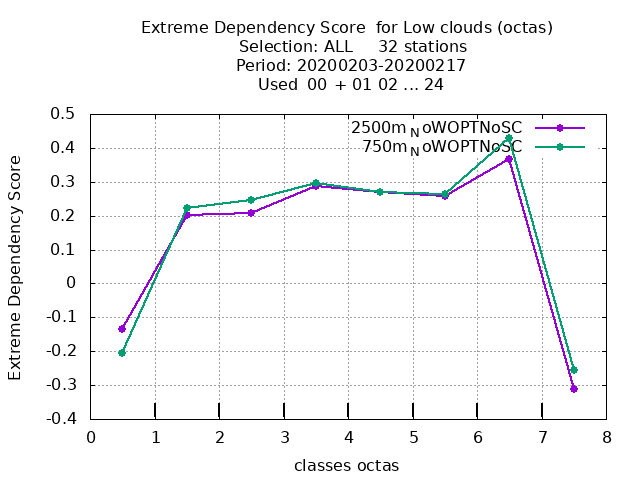 Extreme Dependency Score  for Low clouds (octas)
Selection: ALL     32 stations
Period: 20200203-20200217
Used  00  + 01 02 ... 24
2500m_NoWOPTNoSC
750m_NoWOPTNoSC
Extreme Dependency Score
0.5
0.4
0.3
0.2
0.1
0
-0.1
-0.2
-0.3
-0.4
0 1 2 3 4 5 6 7 8
classes octas